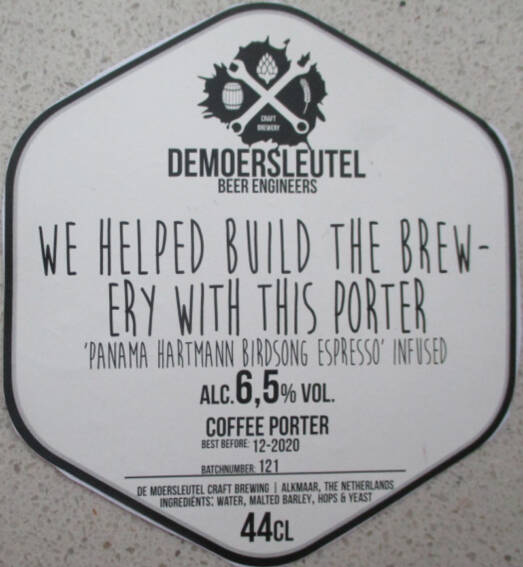 CRAFT
BREWERY
DEMOERSLEUTEL
BEER ENGINEERS
WE HELPED BUILD THE BREW-
ERY WITH THIS PORTER
'PANAMA HARTMANN BIRDSONG ESPRESSO' INFUSED
ALC. 6,5% VOL.
COFFEE PORTER
BEST BEFORE: 12-2020
BATCHNUMBER: 121
DE MOERSLEUTEL CRAFT BREWING | ALKMAAR, THE NETHERLANDS
INGREDIENTS: WATER, MALTED BARLEY, HOPS & YEAST
44CL